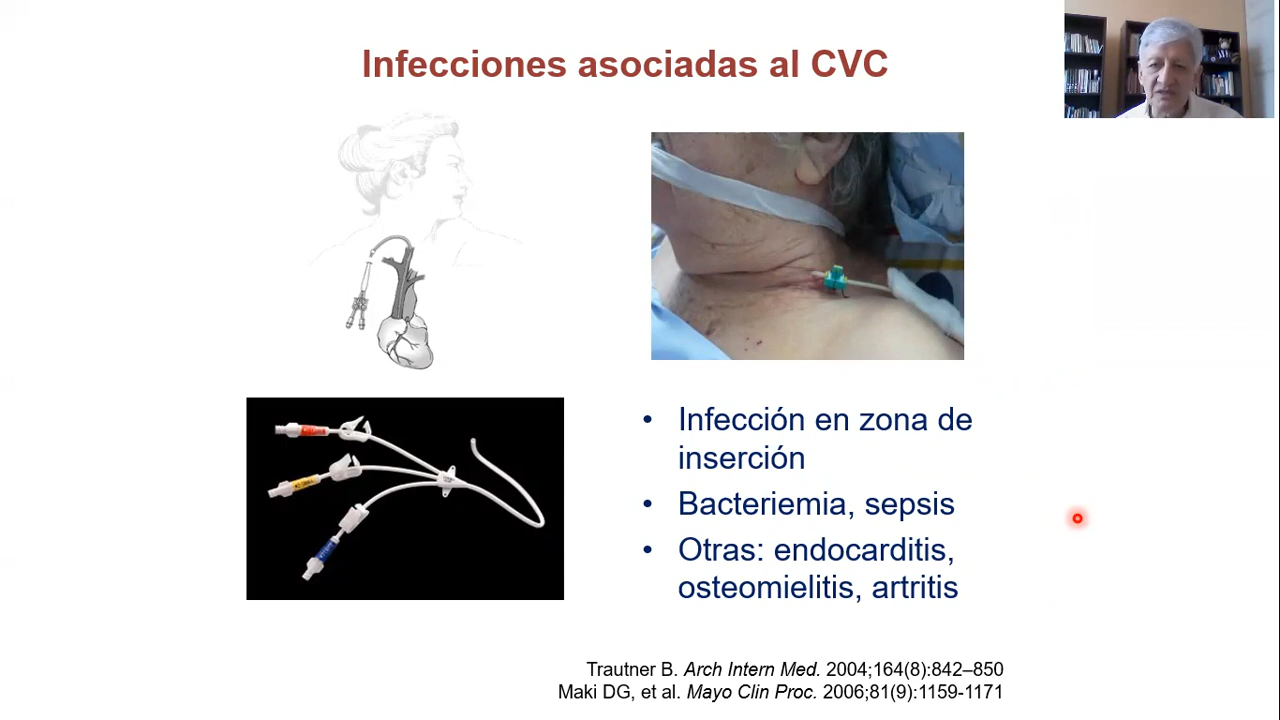 Infecciones asociadas al CVC
• Infección en zona de
inserción
• Bacteriemia, sepsis
• Otras: endocarditis,
osteomielitis, artritis
Trautner B. Arch Intern Med. 2004;164(8):842–850
Maki DG, et al. Mayo Clin Proc. 2006;81(9):1159-1171